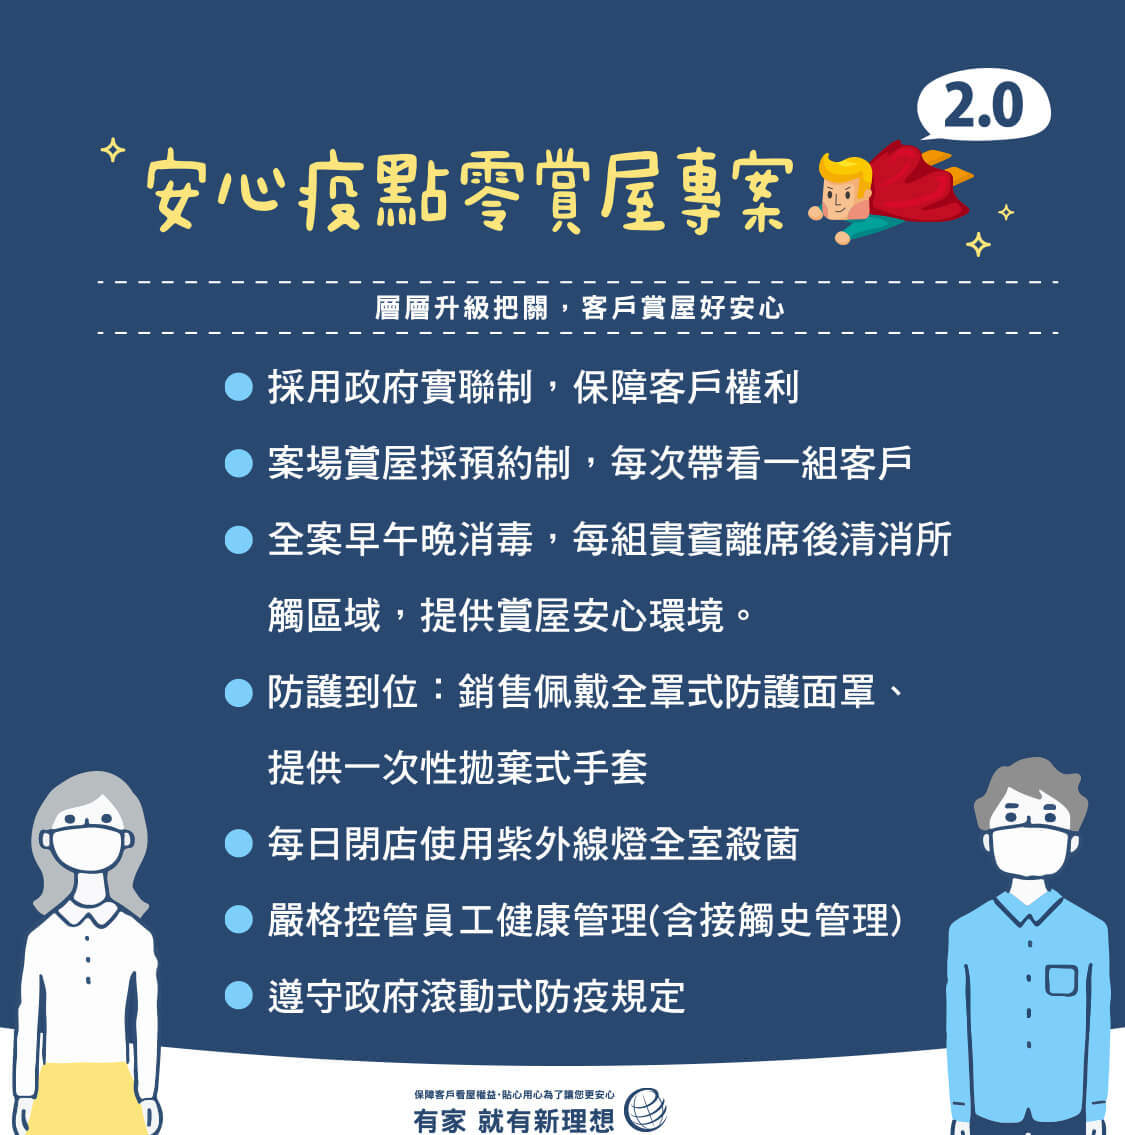 2.0
安心疫點零賞屋專案
層層升級把關，客戶賞屋好安心
採用政府實聯制，保障客戶權利
案場賞屋採預約制，每次帶看一組客戶
全案早午晚消毒，每組貴賓離席後清消所
觸區域，提供賞屋安心環境。
防護到位：銷售佩戴全罩式防護面罩、
提供一次性拋棄式手套
每日閉店使用紫外線燈全室殺菌
嚴格控管員工健康管理(含接觸史管理)
遵守政府滾動式防疫規定
保障客戶看屋權益･貼心用心為了讓您更安心
有家 就有新理想